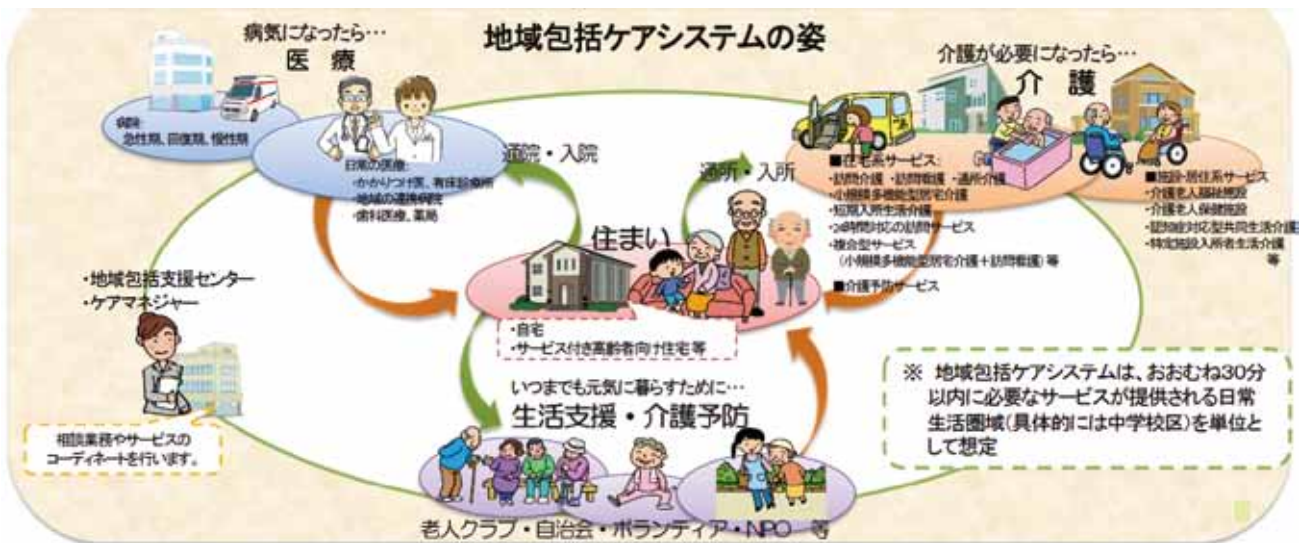 地域包括ケアシステムの姿
病気になったら…
医 療
病院:
急性期、回復期、慢性期
日常の医療:
・かかりつけ医、有床診療所
・地域の連携病院
・歯科医療、薬局
通院・入院
通所・入所
介護が必要になったら…
介 護
■在宅系サービス:
・訪問介護 ・訪問看護 ・通所介護
・小規模多機能型居宅介護
・短期入所生活介護
・24時間対応の訪問サービス
・複合型サービス
(小規模多機能型居宅介護+訪問看護)等
■介護予防サービス
■施設・居住系サービス
・介護老人福祉施設
・介護老人保健施設
・認知症対応型共同生活介護
・特定施設入所者生活介護
等
住まい
・自宅
・サービス付き高齢者向け住宅 等
・地域包括支援センター
・ケアマネジャー
相談業務やサービスの
コーディネートを行います。
いつまでも元気に暮らすために…
生活支援・介護予防
老人クラブ・自治会・ボランティア・NPO 等
※ 地域包括ケアシステムは、おおむね30分
以内に必要なサービスが提供される日常
生活圏域(具体的には中学校区)を単位と
して想定